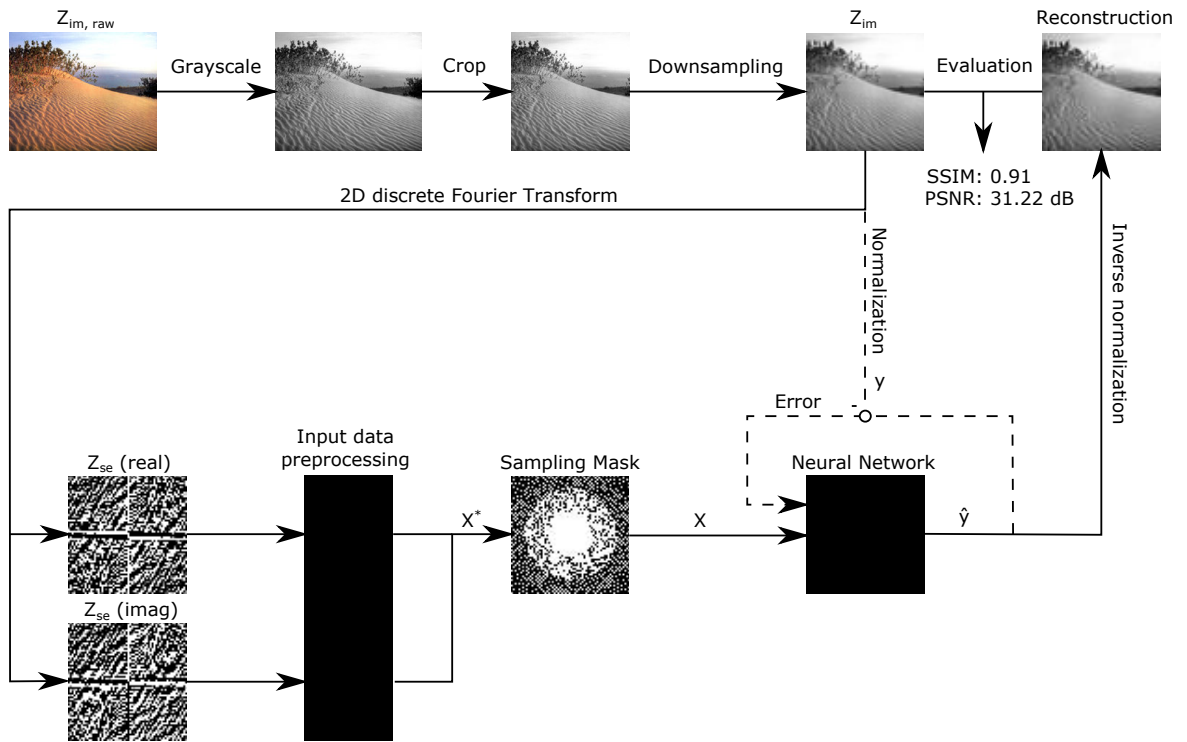 Z_im, raw
Z_im
Reconstruction
Grayscale
Crop
Downsampling
Evaluation
SSIM: 0.91
PSNR: 31.22 dB
2D discrete Fourier Transform
Normalization
Inverse normalization
y
Error
-
Z_se (real)
Input data
preprocessing
Sampling Mask
Neural Network
X*
X
ŷ
Z_se (imag)